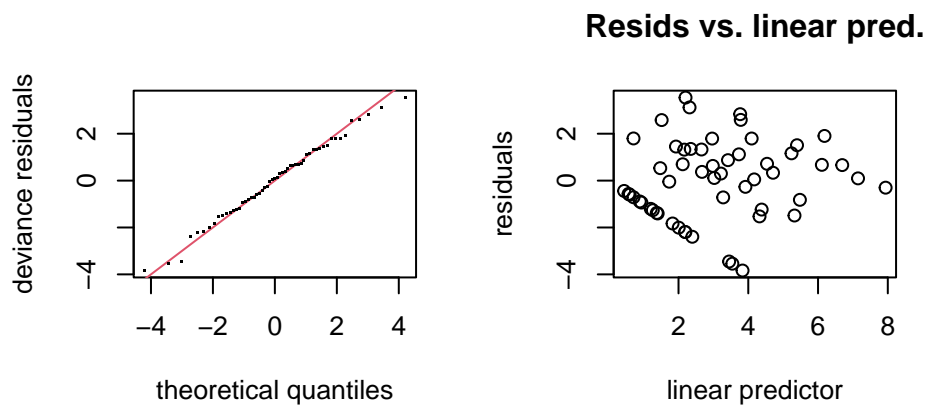 Resids vs. linear pred.
deviance residuals
2
0
−4
−4 −2 0 2 4
theoretical quantiles
residuals
2
0
−4
2 4 6 8
linear predictor